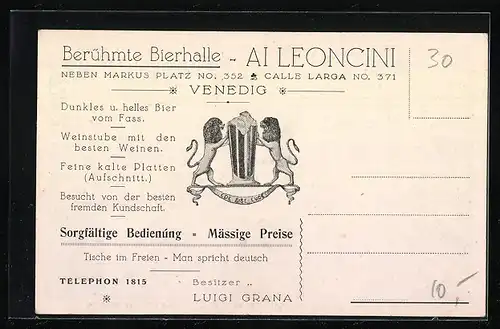 Berühmte Bierhalle - AI LEONCINI
NEBEN MARKUS PLATZ NO. 352 CALLE LARGA NO. 371
VENEDIG
Dunkles u. helles Bier
vom Fass.
Weinstube mit den
besten Weinen.
Feine kalte Platten
(Aufschnitt.)
Besucht von der besten
fremden Kundschaft.
Sorgfältige Bedienung - Mässige Preise
Tische im Freien - Man spricht deutsch
TELEPHON 1815
Besitzer „
LUIGI GRANA
30
10,-